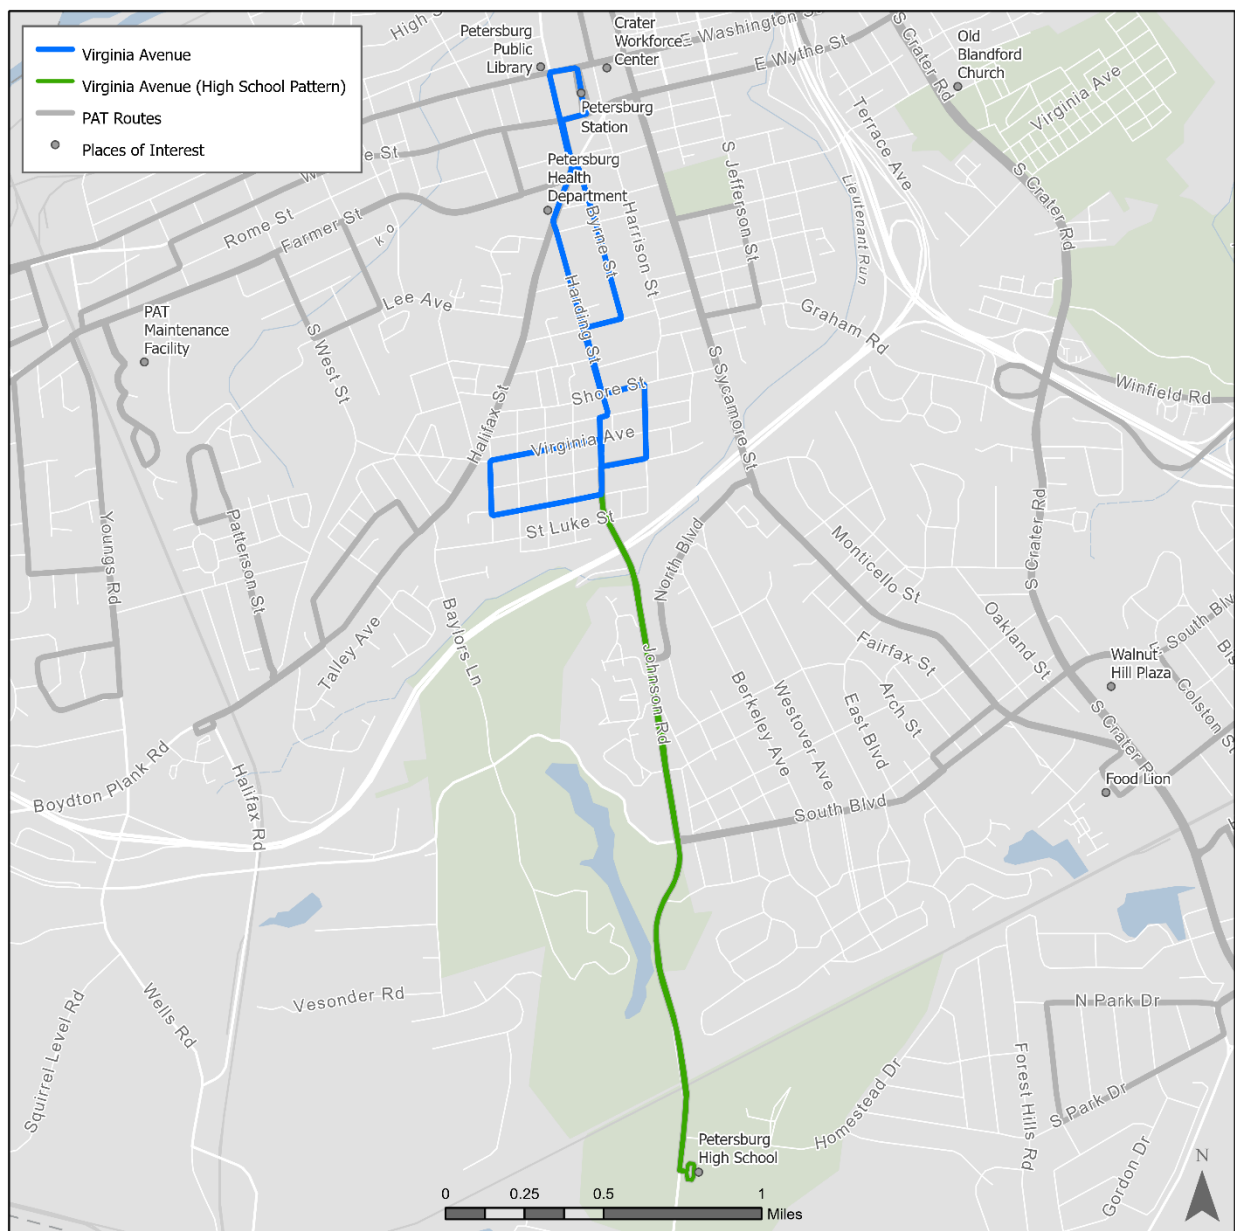 Virginia Avenue
Virginia Avenue (High School Pattern)
PAT Routes
Places of Interest
High S
Petersburg
Public
Library
Crater
Workforce
Center
E Washington S
E Wythe St
S Crater Rd
Old
Blandford
Church
Virginia Ave
Petersburg
Station
Terrace Ave
Petersburg
Health
Department
S Jefferson St
Lieutenant Run
S Crater Rd
W
e St
Rome St
Farmer St
k o
Byrne St
Harrison St
Harding St
Lee Ave
PAT
Maintenance
Facility
S West St
Graham Rd
Winfield Rd
Shore St
S Sycamore St
Halifax St
Virginia Ave
St Luke St
Youngs Rd
Patterson St
North Blvd
S Crater Rd
Monticello St
Oakland St
Fairfax St
South Blv
Baylors Ln
Talley Ave
Johnson Rd
Berkeley Ave
Westover Ave
East Blvd
Arch St
Walnut
Hill Plaza
Colston St
Bis
S Crater R
Boydton Plank Rd
Halifax Rd
South Blvd
Food Lion
Vesonder Rd
Wells Rd
Squirrel Level Rd
N Park Dr
Forest Hills Rd
Homestead Dr
S Park Dr
Gordon Dr
Petersburg
High School
N
0 0.25 0.5 1
Miles